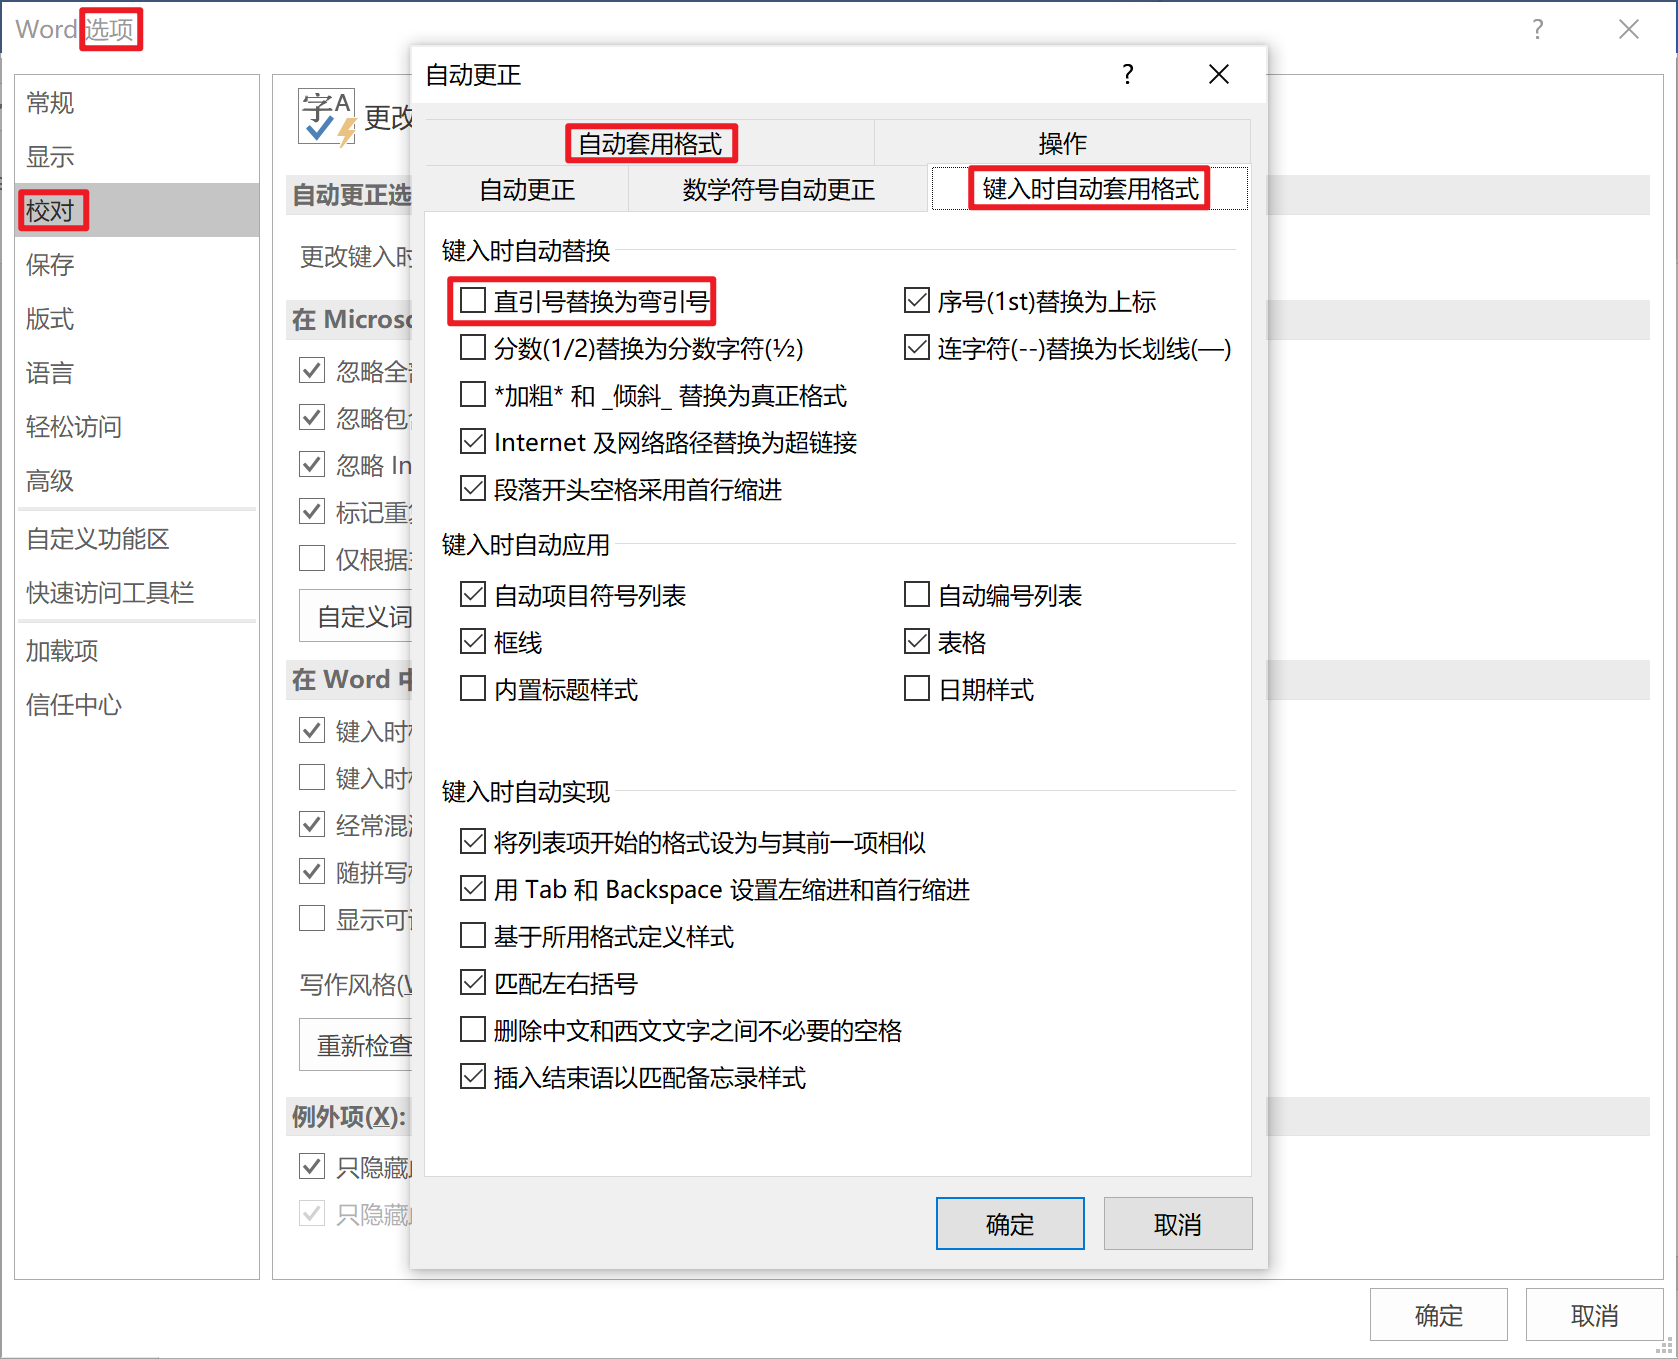 Word 选项
常规
显示
校对
保存
版式
语言
轻松访问
高级
自定义功能区
快速访问工具栏
加载项
信任中心
字A
更改
自动更正选
更改键入时
在 Microso
忽略全
忽略包
忽略 In
标记重
仅根据
自定义词
在 Word 中
键入时
键入时
经常混
随拼写
显示可
写作风格(W
重新检查
例外项(X):
只隐藏
只隐藏
自动更正
自动套用格式
操作
自动更正
数学符号自动更正
键入时自动套用格式
键入时自动替换
直引号替换为弯引号
序号(1st)替换为上标
分数(1/2)替换为分数字符(½)
连字符(--)替换为长划线(—)
*加粗* 和 _倾斜_ 替换为真正格式
Internet 及网络路径替换为超链接
段落开头空格采用首行缩进
键入时自动应用
自动项目符号列表
自动编号列表
框线
表格
内置标题样式
日期样式
键入时自动实现
将列表项开始的格式设为与其前一项相似
用 Tab 和 Backspace 设置左缩进和首行缩进
基于所用格式定义样式
匹配左右括号
删除中文和西文文字之间不必要的空格
插入结束语以匹配备忘录样式
确定
取消
确定
取消